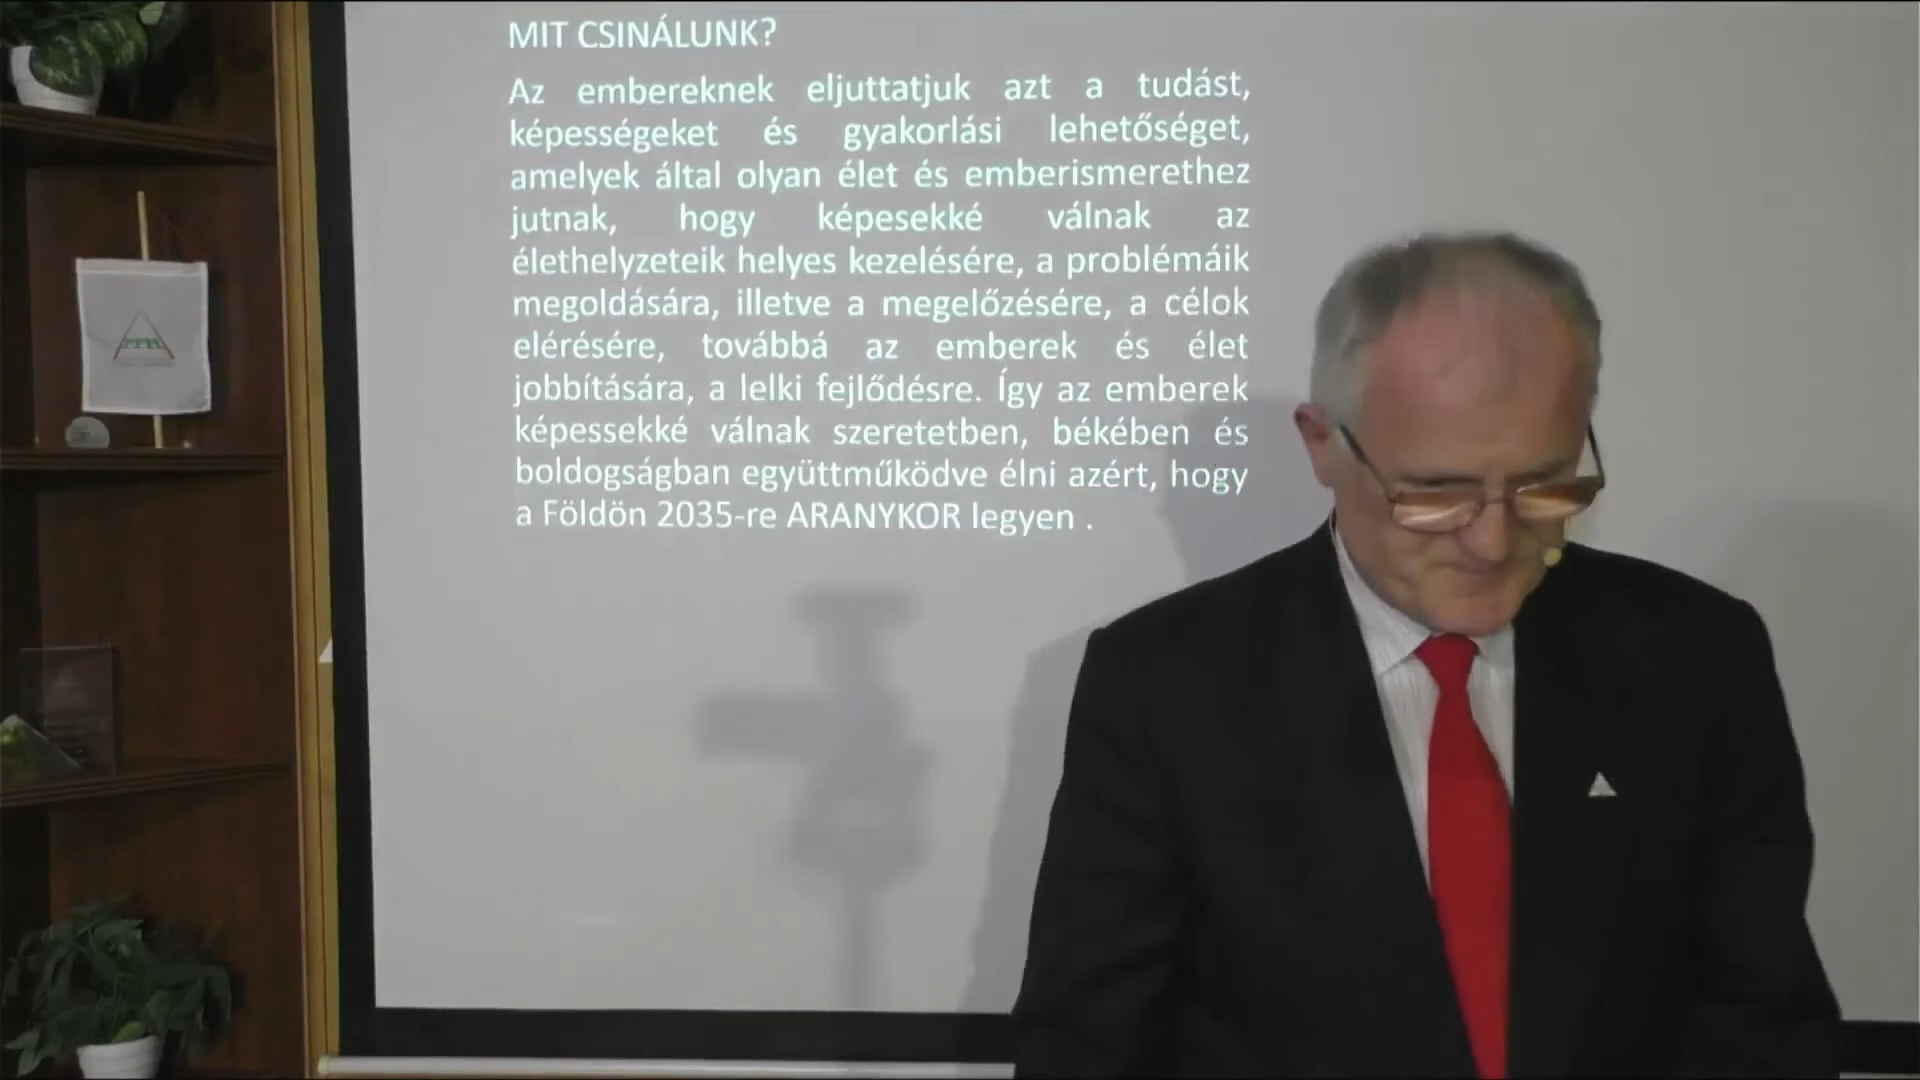 MIT CSINÁLUNK?
Az embereknek eljuttatjuk azt a tudást,
képességeket és gyakorlási lehetőséget,
amelyek által olyan élet és emberismerethez
jutnak, hogy képesekké válnak az
élethelyzeteik helyes kezelésére, a problémáik
megoldására, illetve a megelőzésére, a célok
elérésére, továbbá az emberek és élet
jobbítására, a lelki fejlődésre. Így az emberek
képessekké válnak szeretetben, békében és
boldogságban együttműködve élni azért, hogy
a Földön 2035-re ARANYKOR legyen .